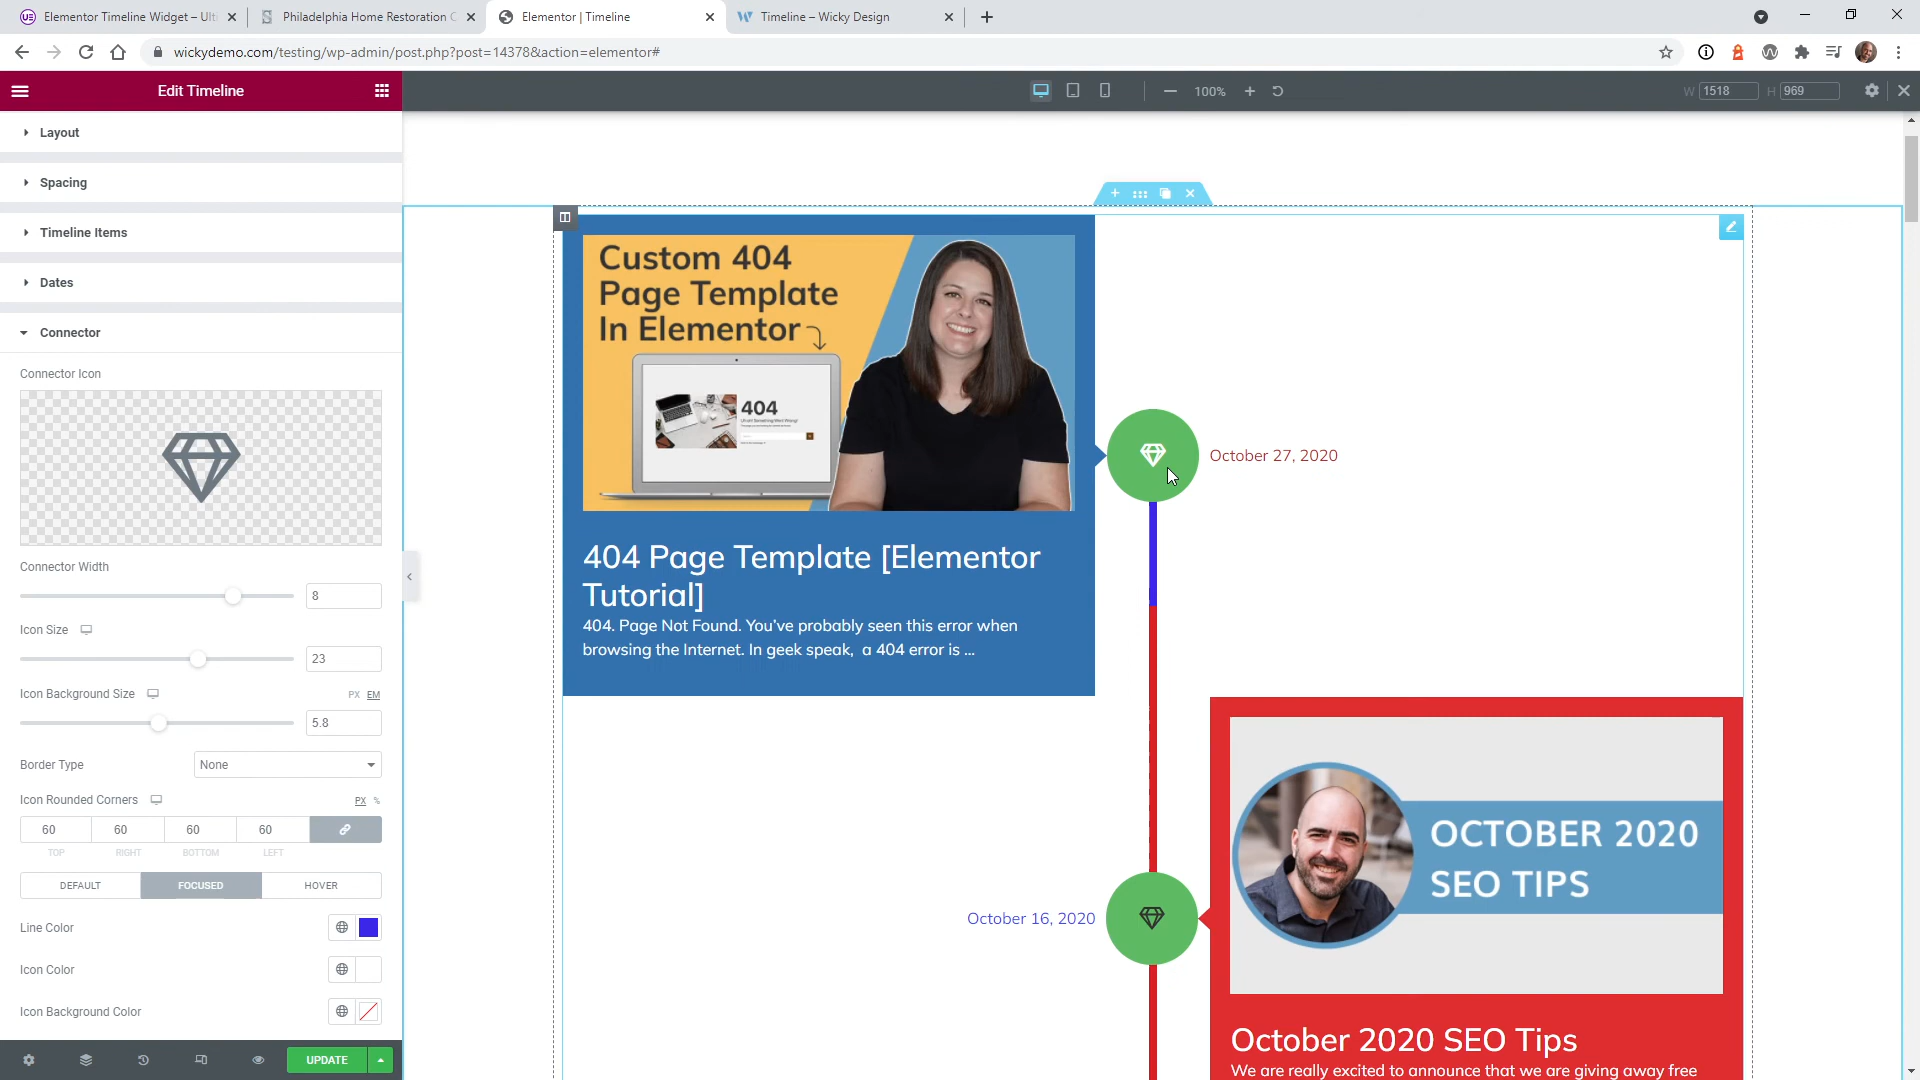 Elementor Timeline Widget – Ulti
Philadelphia Home Restoration C
Elementor | Timeline
Timeline – Wicky Design
wickydemo.com/testing/wp-admin/post.php?post=14378&action=elementor#
Edit Timeline
100%
W 1518 H 969
Layout
Spacing
Timeline Items
Dates
Connector
Connector Icon
Connector Width
8
Icon Size
23
Icon Background Size
PX EM
5.8
Border Type
None
Icon Rounded Corners
PX %
60 60 60 60
TOP RIGHT BOTTOM LEFT
DEFAULT FOCUSED HOVER
Line Color
Icon Color
Icon Background Color
UPDATE
Custom 404
Page Template
In Elementor
404
October 27, 2020
404 Page Template [Elementor
Tutorial]
404. Page Not Found. You've probably seen this error when
browsing the Internet. In geek speak, a 404 error is ...
October 16, 2020
OCTOBER 2020
SEO TIPS
October 2020 SEO Tips
We are really excited to announce that we are giving away free